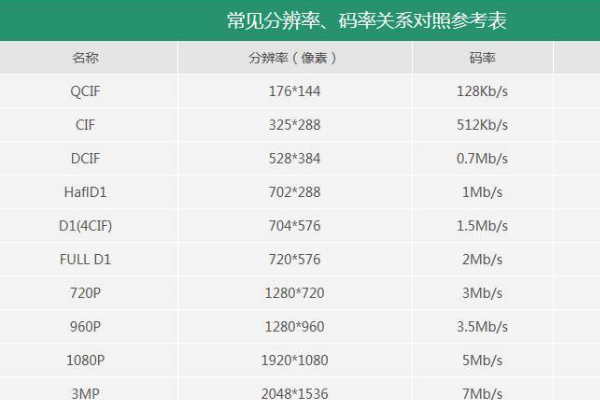 常见分辨率、码率关系对照参考表
名称 分辨率（像素） 码率
QCIF 176*144 128Kb/s
CIF 325*288 512Kb/s
DCIF 528*384 0.7Mb/s
HaflD1 702*288 1Mb/s
D1(4CIF) 704*576 1.5Mb/s
FULL D1 720*576 2Mb/s
720P 1280*720 3Mb/s
960P 1280*960 3.5Mb/s
1080P 1920*1080 5Mb/s
3MP 2048*1536 7Mb/s